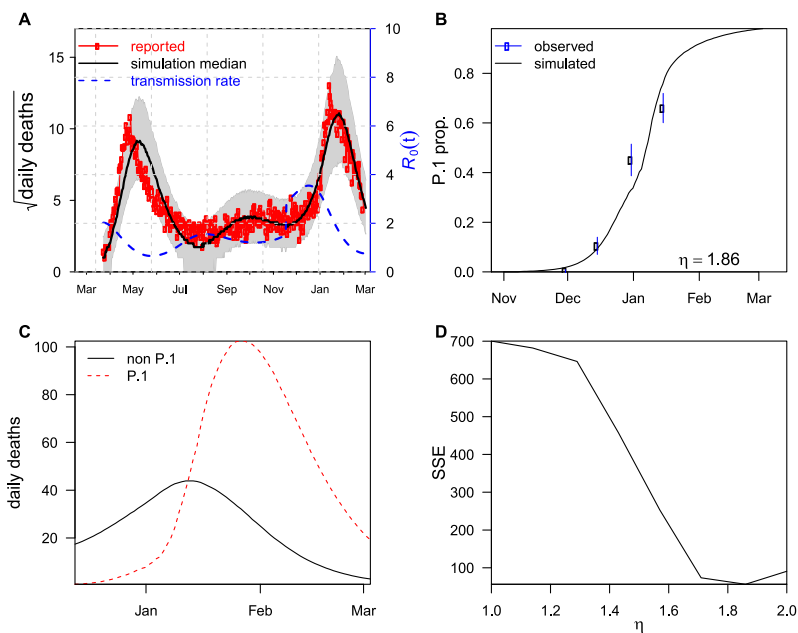 A
reported
simulation median
transmission rate
√daily deaths
0 5 10 15
0 2 4 6 8 10
R0(t)
Mar May Jul Sep Nov Jan Mar
B
observed
simulated
P.1 prop.
0.0 0.2 0.4 0.6 0.8
η = 1.86
Nov Dec Jan Feb Mar
C
non P.1
P.1
daily deaths
20 40 60 80 100
Jan Feb Mar
D
SSE
100 200 300 400 500 600 700
1.0 1.2 1.4 1.6 1.8 2.0
η